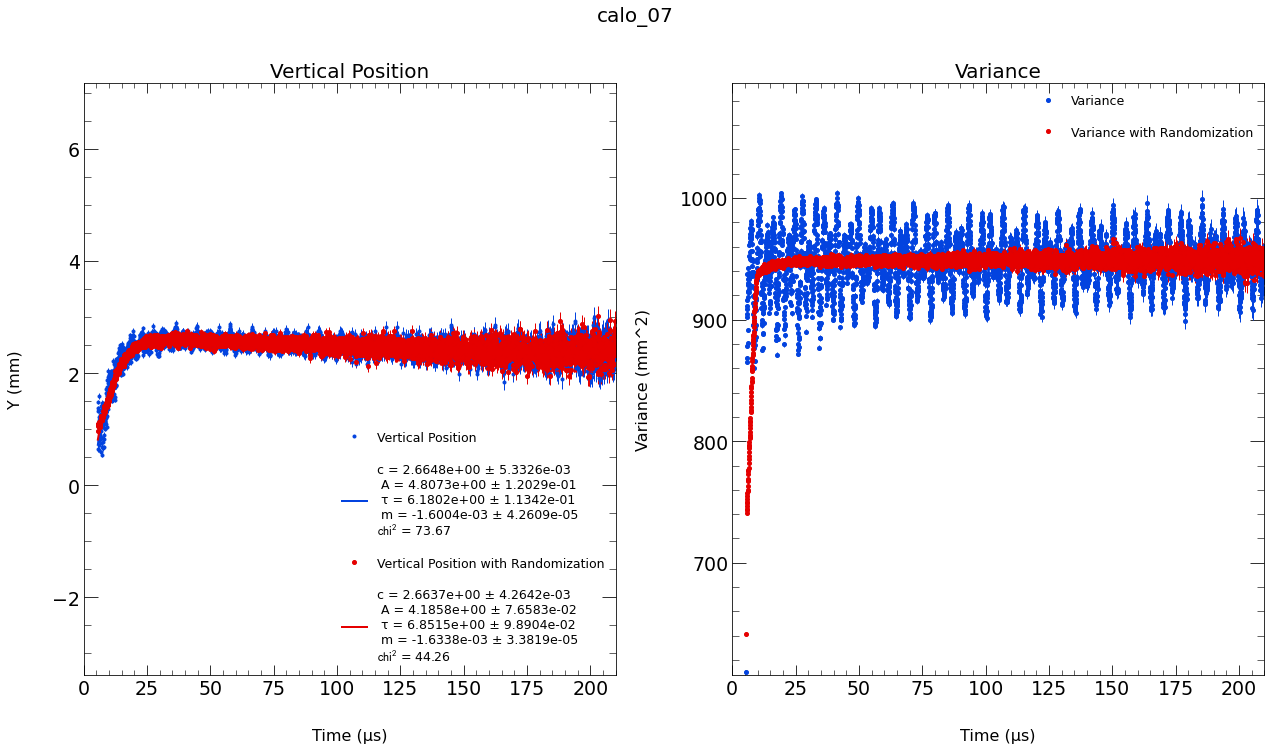 calo_07
Vertical Position
Y (mm)
6
4
2
0
−2
0 25 50 75 100 125 150 175 200
Time (µs)
Vertical Position
c = 2.6648e+00 ± 5.3326e-03
A = 4.8073e+00 ± 1.2029e-01
τ = 6.1802e+00 ± 1.1342e-01
m = -1.6004e-03 ± 4.2609e-05
chi² = 73.67
Vertical Position with Randomization
c = 2.6637e+00 ± 4.2642e-03
A = 4.1858e+00 ± 7.6583e-02
τ = 6.8515e+00 ± 9.8904e-02
m = -1.6338e-03 ± 3.3819e-05
chi² = 44.26
Variance
Variance (mm^2)
1000
900
800
700
0 25 50 75 100 125 150 175 200
Time (µs)
Variance
Variance with Randomization